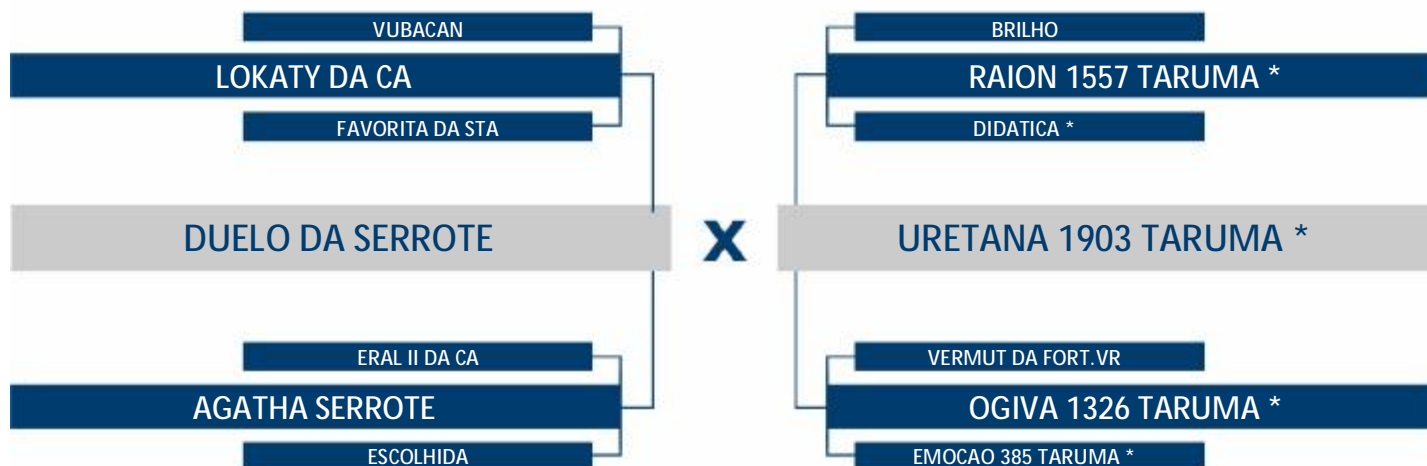 VUBACAN
LOKATY DA CA
FAVORITA DA STA
DUELO DA SERROTE
ERAL II DA CA
AGATHA SERROTE
ESCOLHIDA
X
BRILHO
RAION 1557 TARUMA *
DIDATICA *
URETANA 1903 TARUMA *
VERMUT DA FORT.VR
OGIVA 1326 TARUMA *
EMOCAO 385 TARUMA *